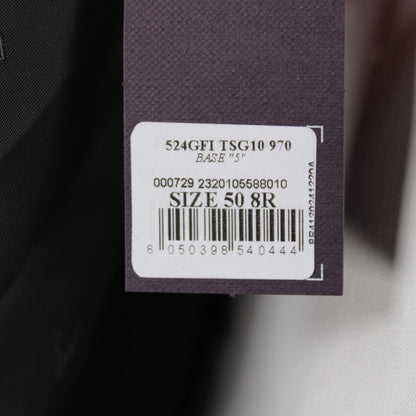 524GFI TSG10 970
BASE "5"
000729 2320105588010
SIZE 50 8R
8 050398 540444